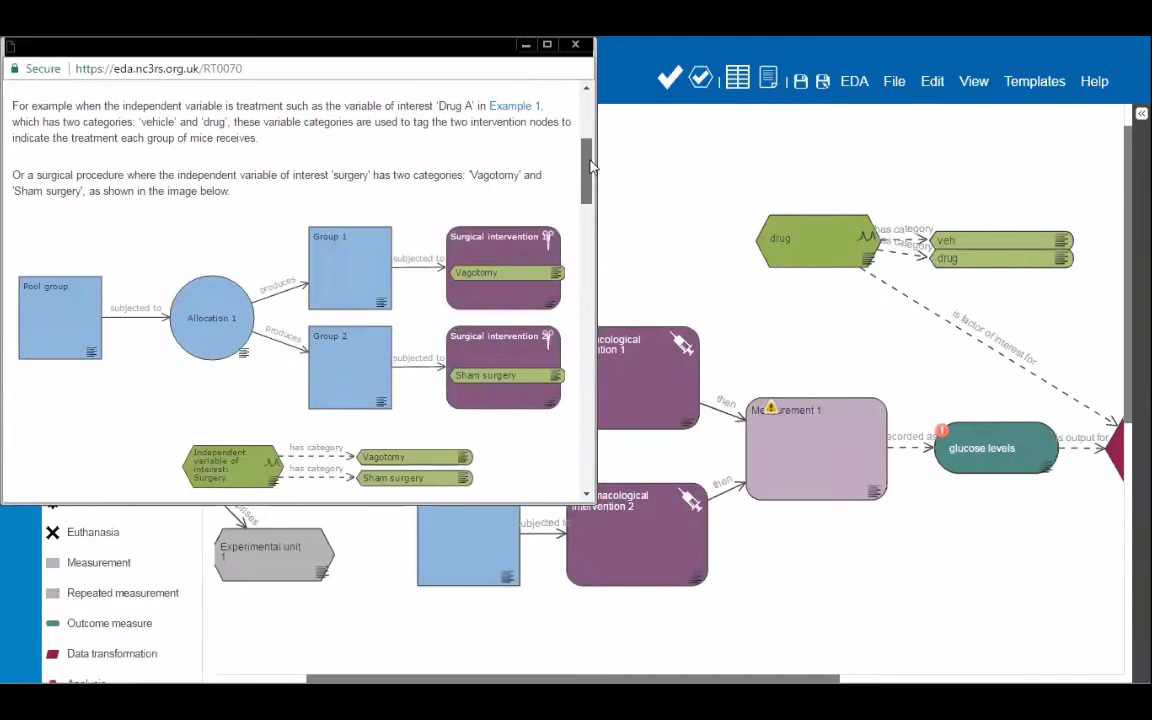 Secure
https://eda.nc3rs.org.uk/RT0070
EDA
File
Edit
View
Templates
Help
For example when the independent variable is treatment such as the variable of interest 'Drug A' in Example 1,
which has two categories: 'vehicle' and 'drug', these variable categories are used to tag the two intervention nodes to
indicate the treatment each group of mice receives.
Or a surgical procedure where the independent variable of interest 'surgery' has two categories: 'Vagotomy' and
'Sham surgery', as shown in the image below.
Pool group
subjected to
Allocation 1
produces
produces
Group 1
Group 2
subjected to
subjected to
Surgical intervention
Vagotomy
Surgical intervention
Sham surgery
Independent
variable of
interest:
Surgery
has category
has category
Vagotomy
Sham surgery
drug
has category
has category
veh
drug
is factor of interest for
then
then
Measurement 1
recorded as
glucose levels
is output for
Experimental unit
1
subjected to
intervention 2
Euthanasia
Measurement
Repeated measurement
Outcome measure
Data transformation